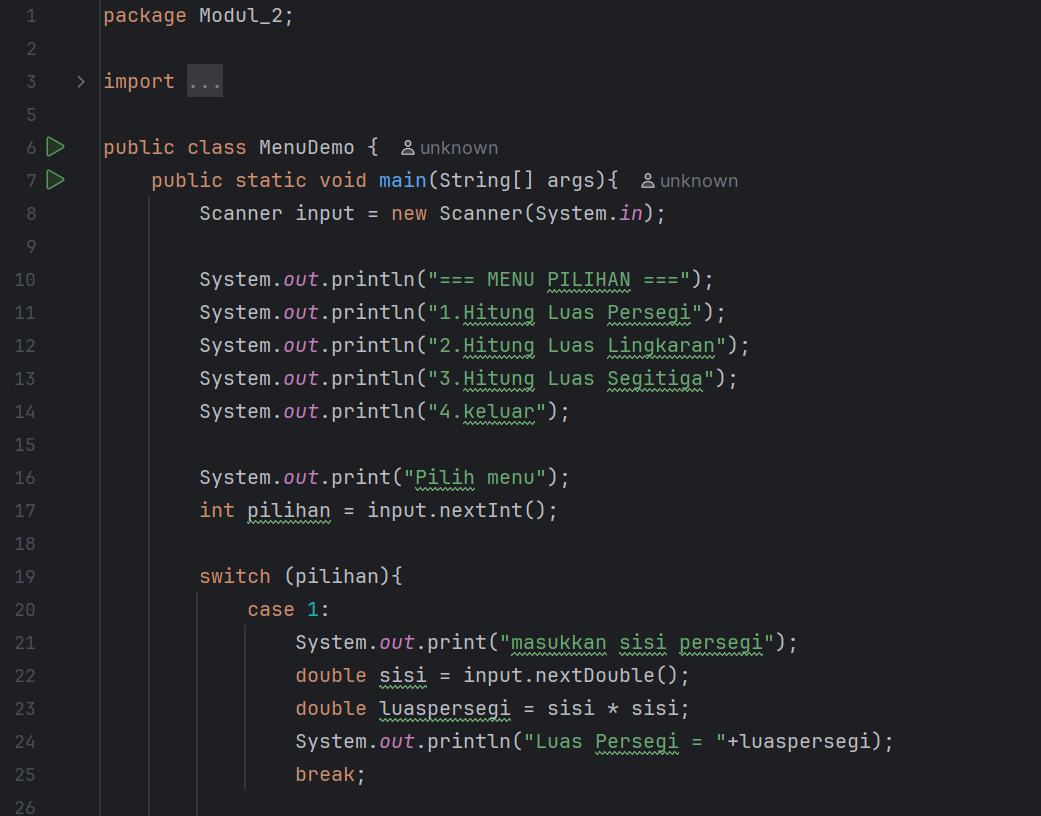 1 package Modul_2;
2
3 import ...
5
6 public class MenuDemo { unknown
7 public static void main(String[] args){ unknown
8 Scanner input = new Scanner(System.in);
9
10 System.out.println("=== MENU PILIHAN ===");
11 System.out.println("1.Hitung Luas Persegi");
12 System.out.println("2.Hitung Luas Lingkaran");
13 System.out.println("3.Hitung Luas Segitiga");
14 System.out.println("4.keluar");
15
16 System.out.print("Pilih menu");
17 int pilihan = input.nextInt();
18
19 switch (pilihan){
20 case 1:
21 System.out.print("masukkan sisi persegi");
22 double sisi = input.nextDouble();
23 double luaspersegi = sisi * sisi;
24 System.out.println("Luas Persegi = "+luaspersegi);
25 break;
26